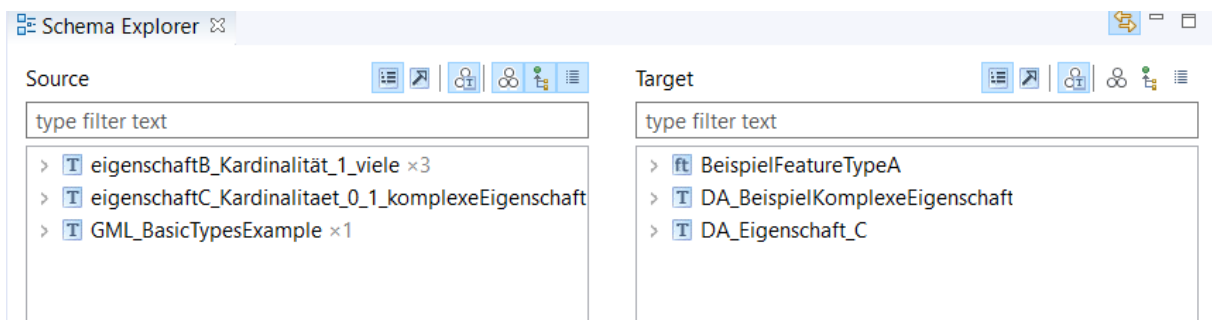 Schema Explorer
Source
type filter text
eigenschaftB_Kardinalität_1_viele ×3
eigenschaftC_Kardinalitaet_0_1_komplexeEigenschaft
GML_BasicTypesExample ×1
Target
type filter text
BeispielFeatureTypeA
DA_BeispielKomplexeEigenschaft
DA_Eigenschaft_C